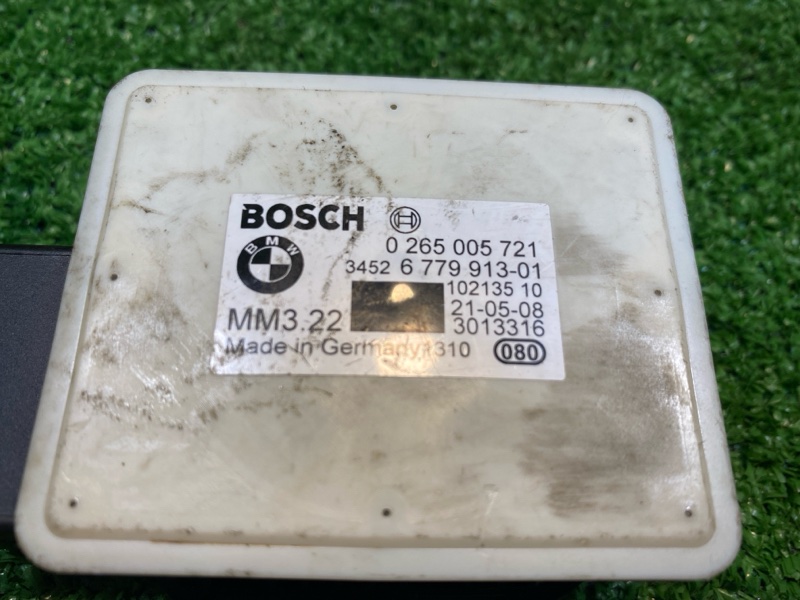 BOSCH
BMW
0 265 005 721
3452 6 779 913-01
102135 10
21-05-08
MM3.22
3013316
Made in Germany 1310
080